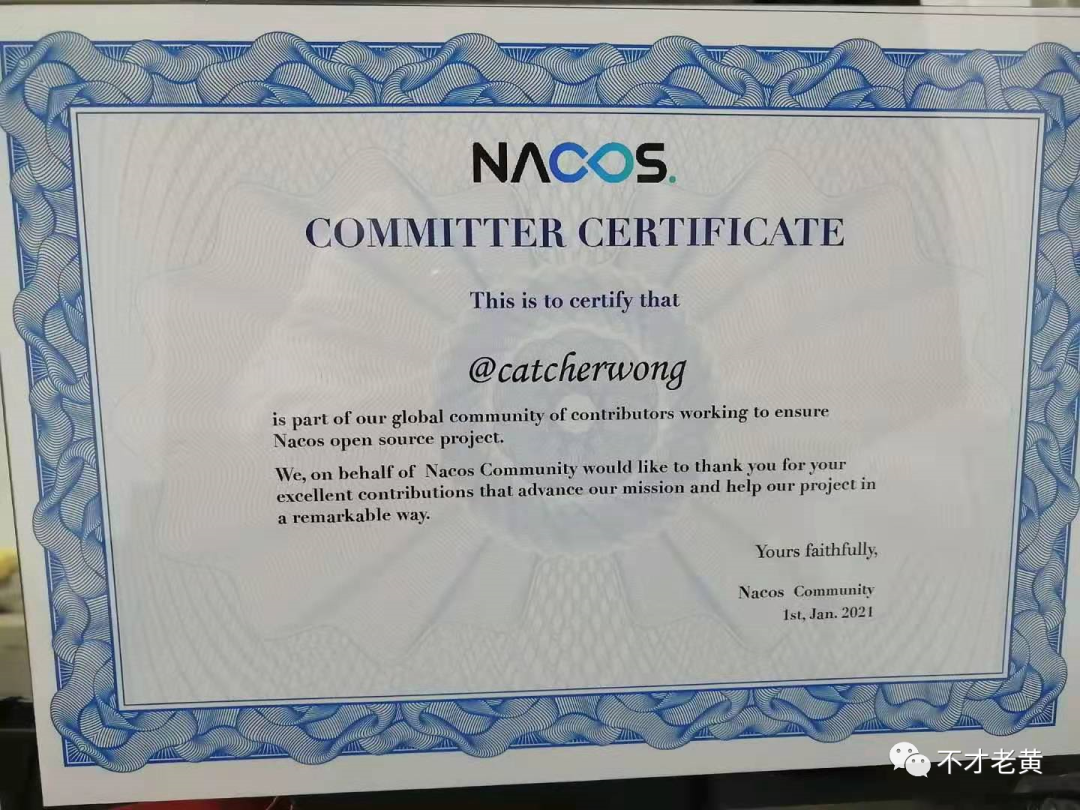 NACOS.
COMMITTER CERTIFICATE
This is to certify that
@catcherwong
is part of our global community of contributors working to ensure
Nacos open source project.
We, on behalf of Nacos Community would like to thank you for your
excellent contributions that advance our mission and help our project in
a remarkable way.
Yours faithfully,
Nacos Community
1st, Jan. 2021
不才老黄